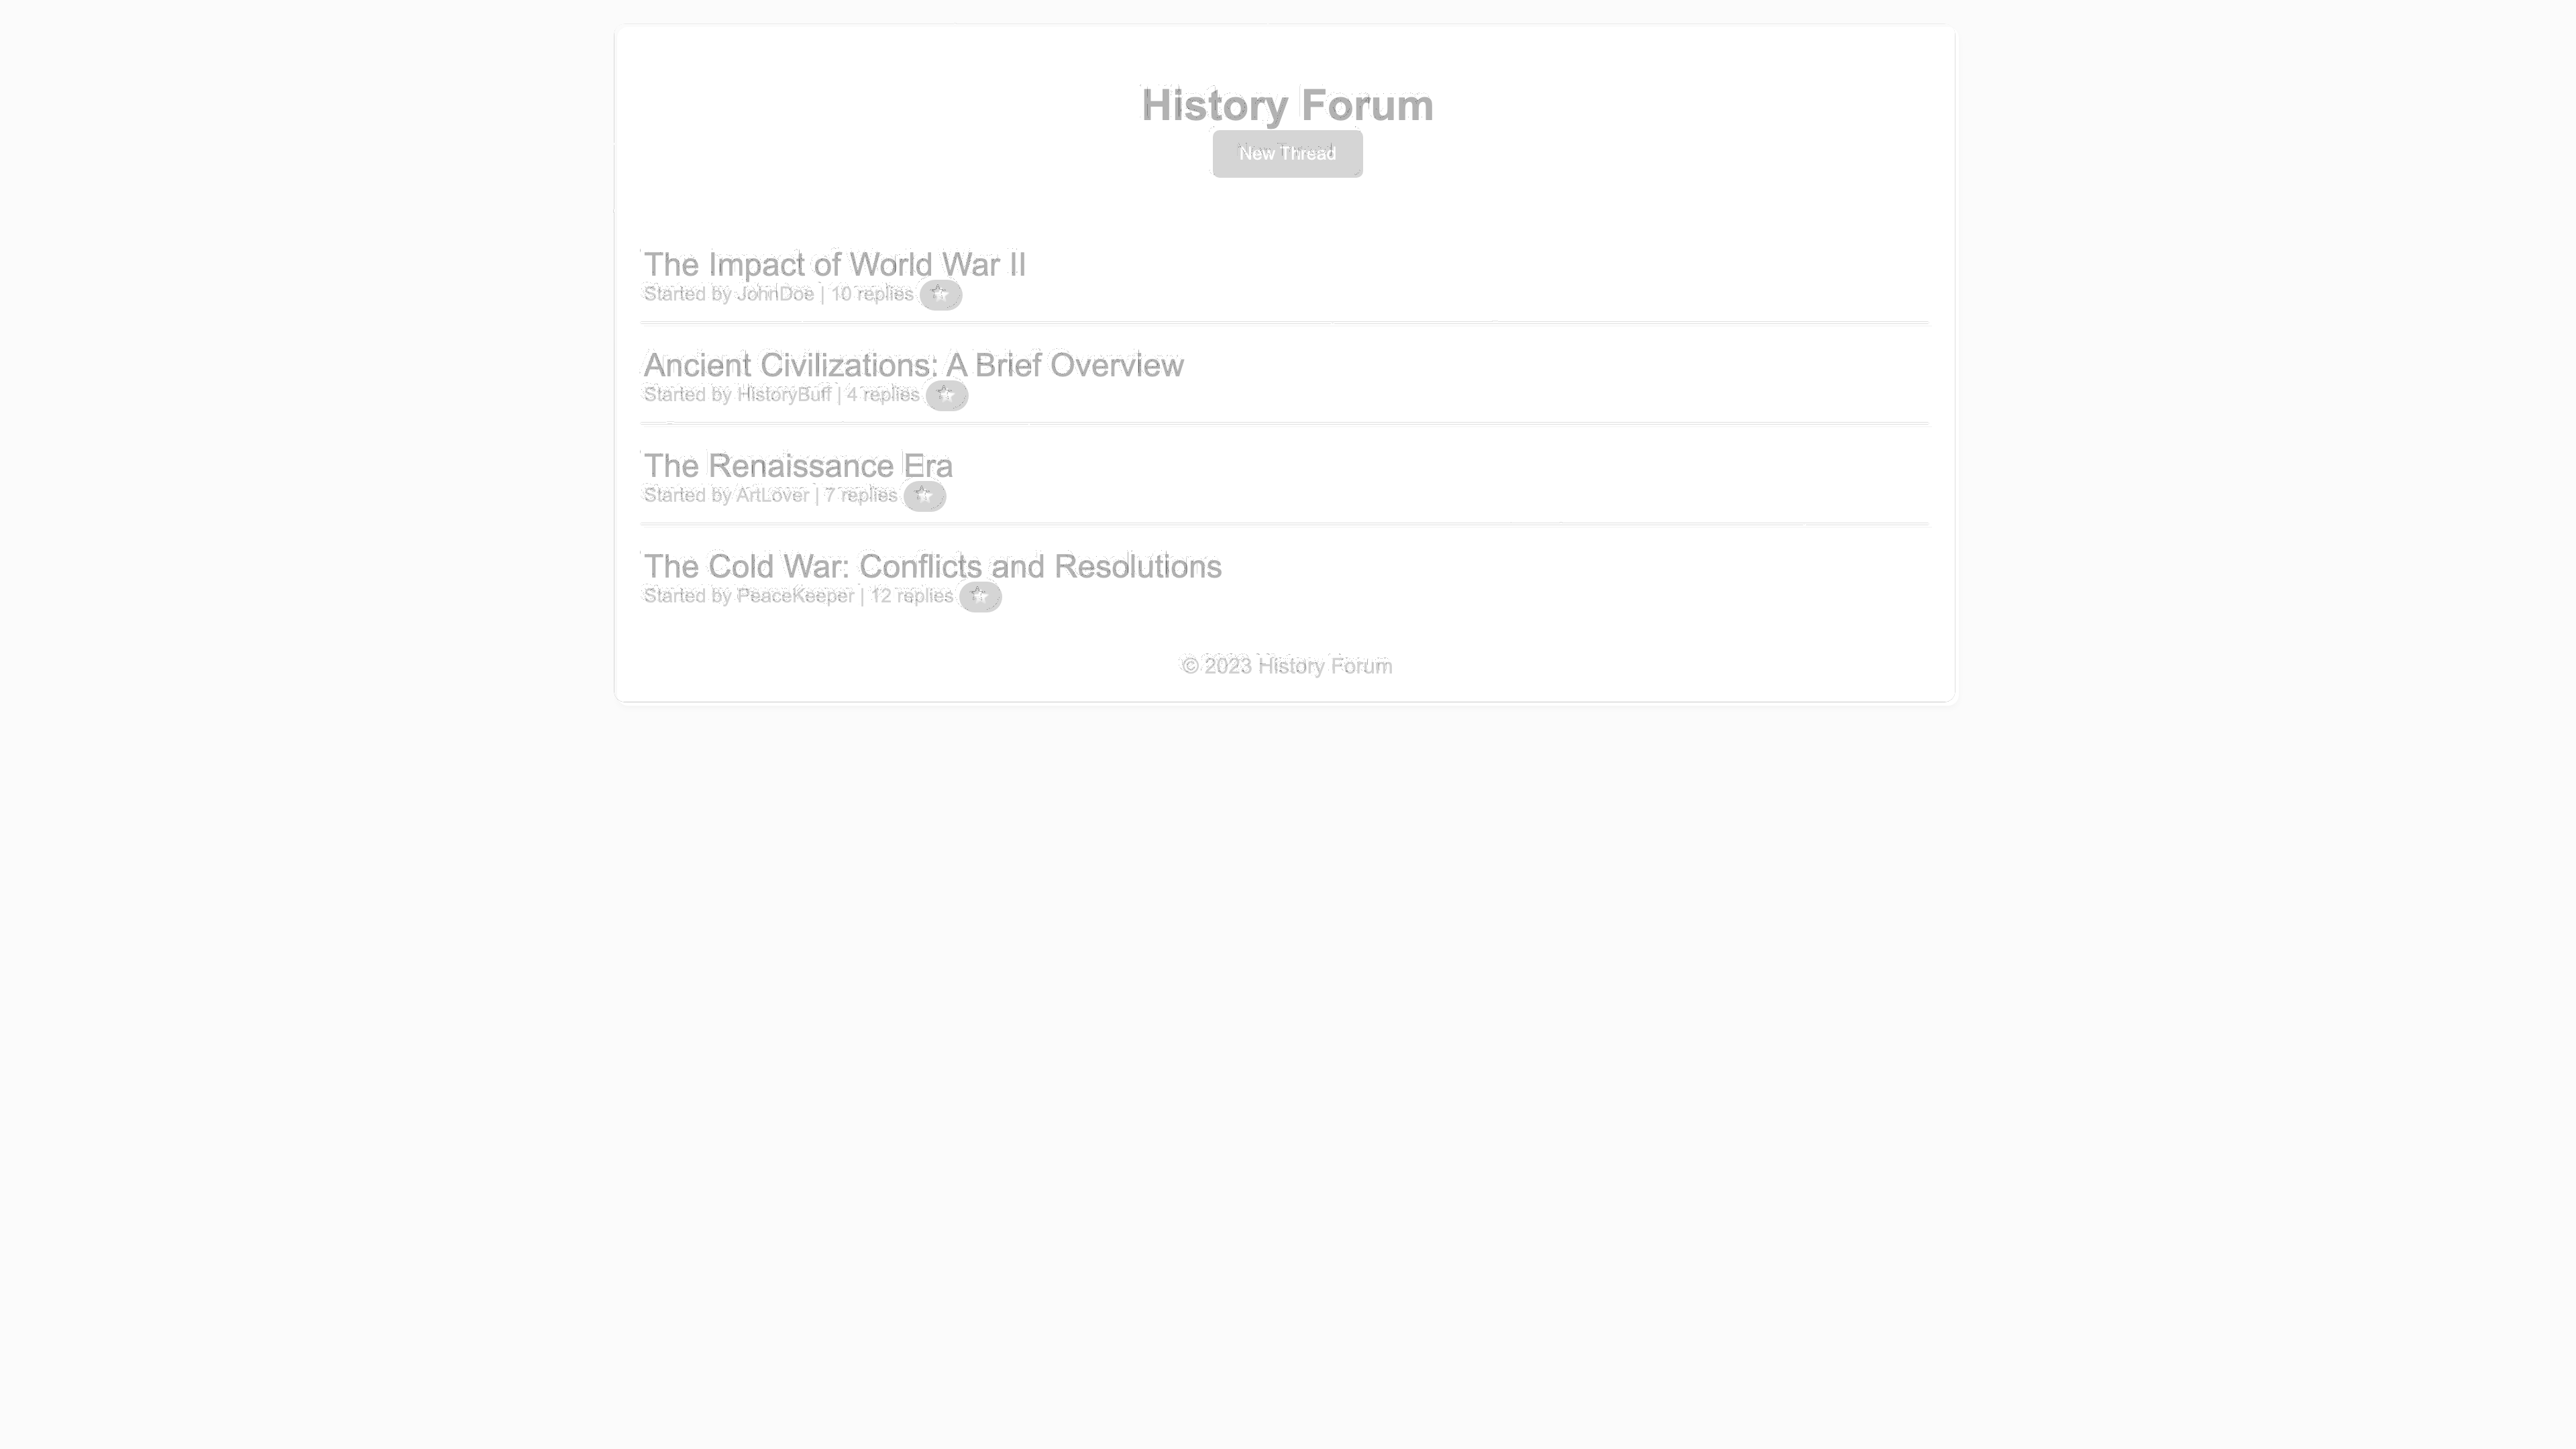 History Forum
New Thread
The Impact of World War II
Started by JohnDoe | 10 replies ★
Ancient Civilizations: A Brief Overview
Started by HistoryBuff | 4 replies ★
The Renaissance Era
Started by ArtLover | 7 replies ★
The Cold War: Conflicts and Resolutions
Started by PeaceKeeper | 12 replies ★
© 2023 History Forum